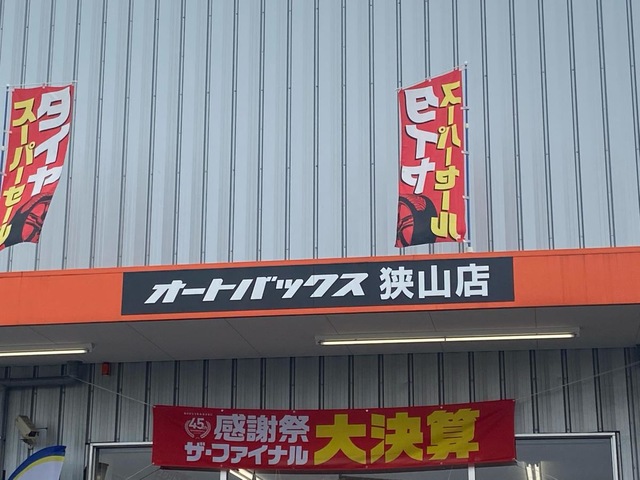 タイヤ
スーパーセール
タイヤ
スーパーセール
オートバックス 狭山店
45
感謝祭
ザ・ファイナル
大決算